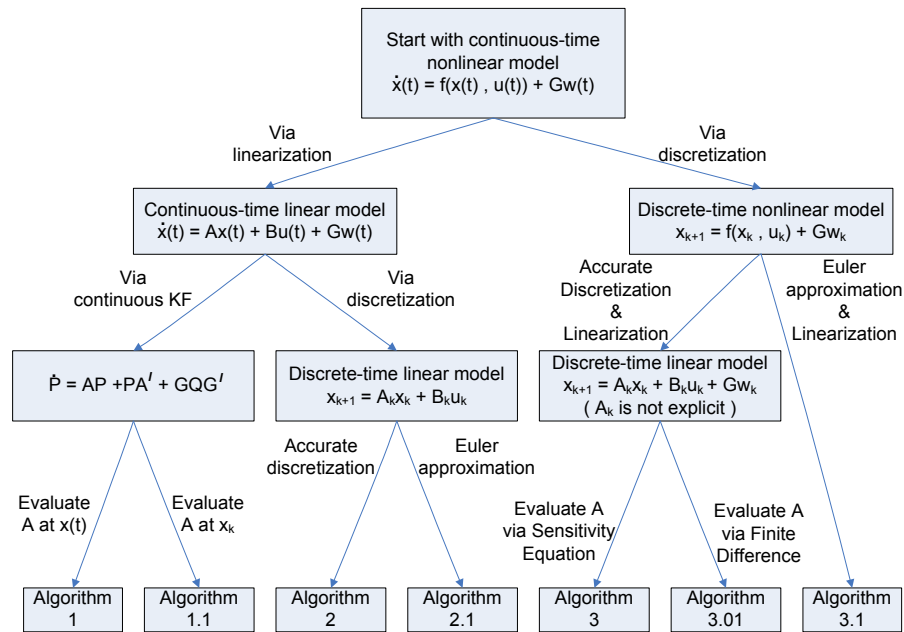 Start with continuous-time
nonlinear model
ẋ(t) = f(x(t) , u(t)) + Gw(t)
Via
linearization
Via
discretization
Continuous-time linear model
ẋ(t) = Ax(t) + Bu(t) + Gw(t)
Discrete-time nonlinear model
xₖ₊₁ = f(xₖ , uₖ) + Gwₖ
Via
continuous KF
Via
discretization
Accurate
Discretization
&
Linearization
Euler
approximation
&
Linearization
Ṗ = AP +PA′ + GQG′
Discrete-time linear model
xₖ₊₁ = Aₖxₖ + Bₖuₖ
Discrete-time linear model
xₖ₊₁ = Aₖxₖ + Bₖuₖ + Gwₖ
( Aₖ is not explicit )
Evaluate
A at x(t)
Evaluate
A at xₖ
Accurate
discretization
Euler
approximation
Evaluate A
via Sensitivity
Equation
Evaluate A
via Finite
Difference
Algorithm
1
Algorithm
1.1
Algorithm
2
Algorithm
2.1
Algorithm
3
Algorithm
3.01
Algorithm
3.1